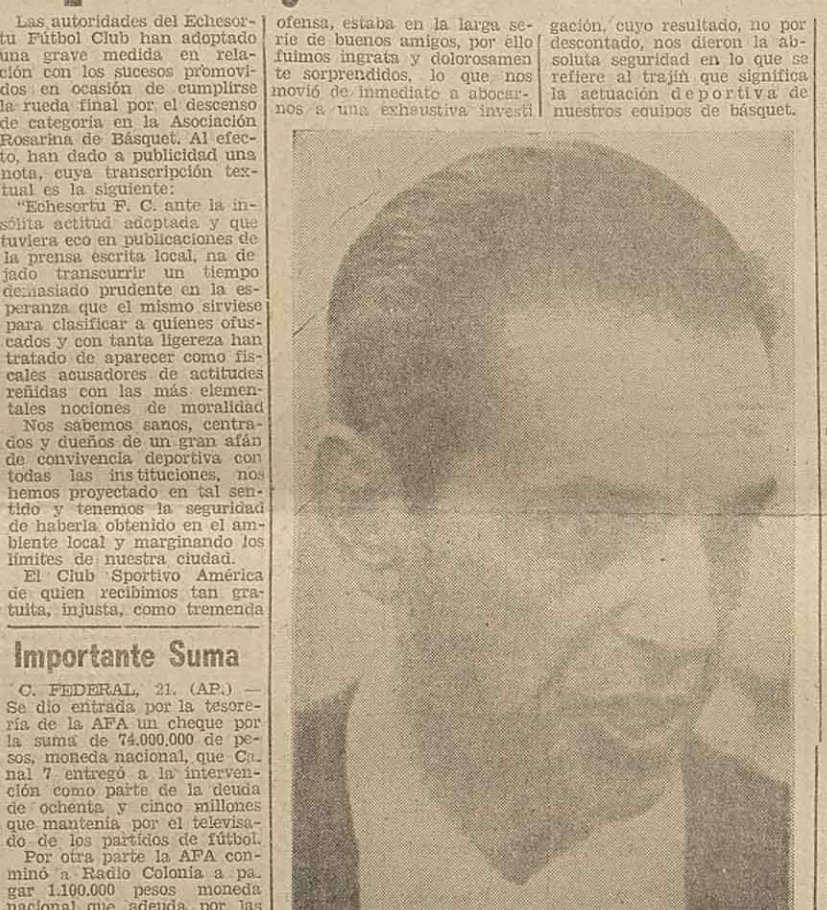 Las autoridades del Echesor-
tu Fútbol Club han adoptado
una grave medida en rela-
ción con los sucesos promovi-
dos en ocasión de cumplirse
la rueda final por el descenso
de categoría en la Asociación
Rosarina de Básquet. Al efec-
to, han dado a publicidad una
nota, cuya transcripción tex-
tual es la siguiente:
"Echesortu F. C. ante la in-
sólita actitud adoptada y que
tuviera eco en publicaciones de
la prensa escrita local, na de
jado transcurrir un tiempo
demasiado prudente en la es-
peranza que el mismo sirviese
para clasificar a quienes ofus-
cados y con tanta ligereza han
tratado de aparecer como fis-
cales acusadores de actitudes
reñidas con las más elemen-
tales nociones de moralidad
Nos sabemos sanos, centra-
dos y dueños de un gran afán
de convivencia deportiva con
todas las instituciones, nos
hemos proyectado en tal sen-
tido y tenemos la seguridad
de haberla obtenido en el am-
biente local y marginando los
límites de nuestra ciudad.
El Club Sportivo América
de quien recibimos tan gra-
tuita, injusta, como tremenda
ofensa, estaba en la larga se-
rie de buenos amigos, por ello
fuimos ingrata y dolorosamen
te sorprendidos, lo que nos
movió de inmediato a abocar-
nos a una exhaustiva investi
gación, cuyo resultado, no por
descontado, nos dieron la ab-
soluta seguridad en lo que se
refiere al trajín que significa
la actuación deportiva de
nuestros equipos de básquet.
Importante Suma
C. FEDERAL, 21. (AP.) —
Se dio entrada por la tesore-
ría de la AFA un cheque por
la suma de 74.000.000 de pe-
sos, moneda nacional, que Ca-
nal 7 entregó a la interven-
ción como parte de la deuda
de ochenta y cinco millones
que mantenía por el televisa-
do de los partidos de fútbol.
Por otra parte la AFA con-
minó a Radio Colonia a pa-
gar 1.100.000 pesos moneda
nacional que adeuda por las